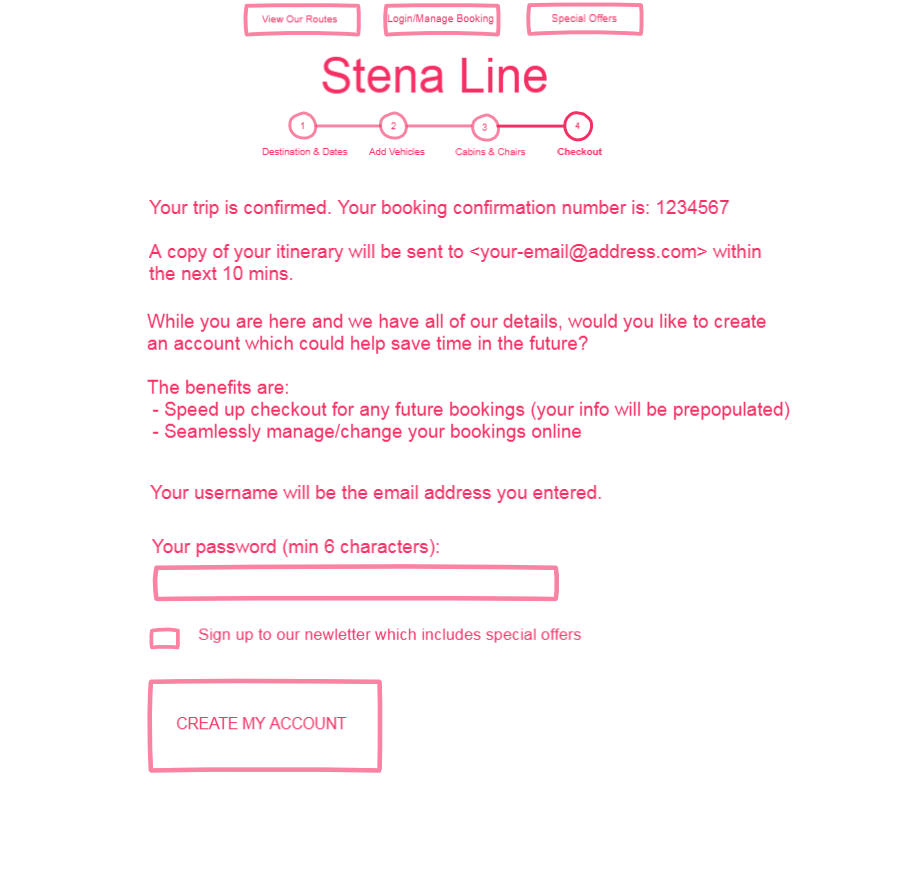 View Our Routes
Login/Manage Booking
Special Offers
Stena Line
1
2
3
4
Destination & Dates
Add Vehicles
Cabins & Chairs
Checkout
Your trip is confirmed. Your booking confirmation number is: 1234567
A copy of your itinerary will be sent to <your-email@address.com> within
the next 10 mins.
While you are here and we have all of our details, would you like to create
an account which could help save time in the future?
The benefits are:
- Speed up checkout for any future bookings (your info will be prepopulated)
- Seamlessly manage/change your bookings online
Your username will be the email address you entered.
Your password (min 6 characters):
Sign up to our newletter which includes special offers
CREATE MY ACCOUNT